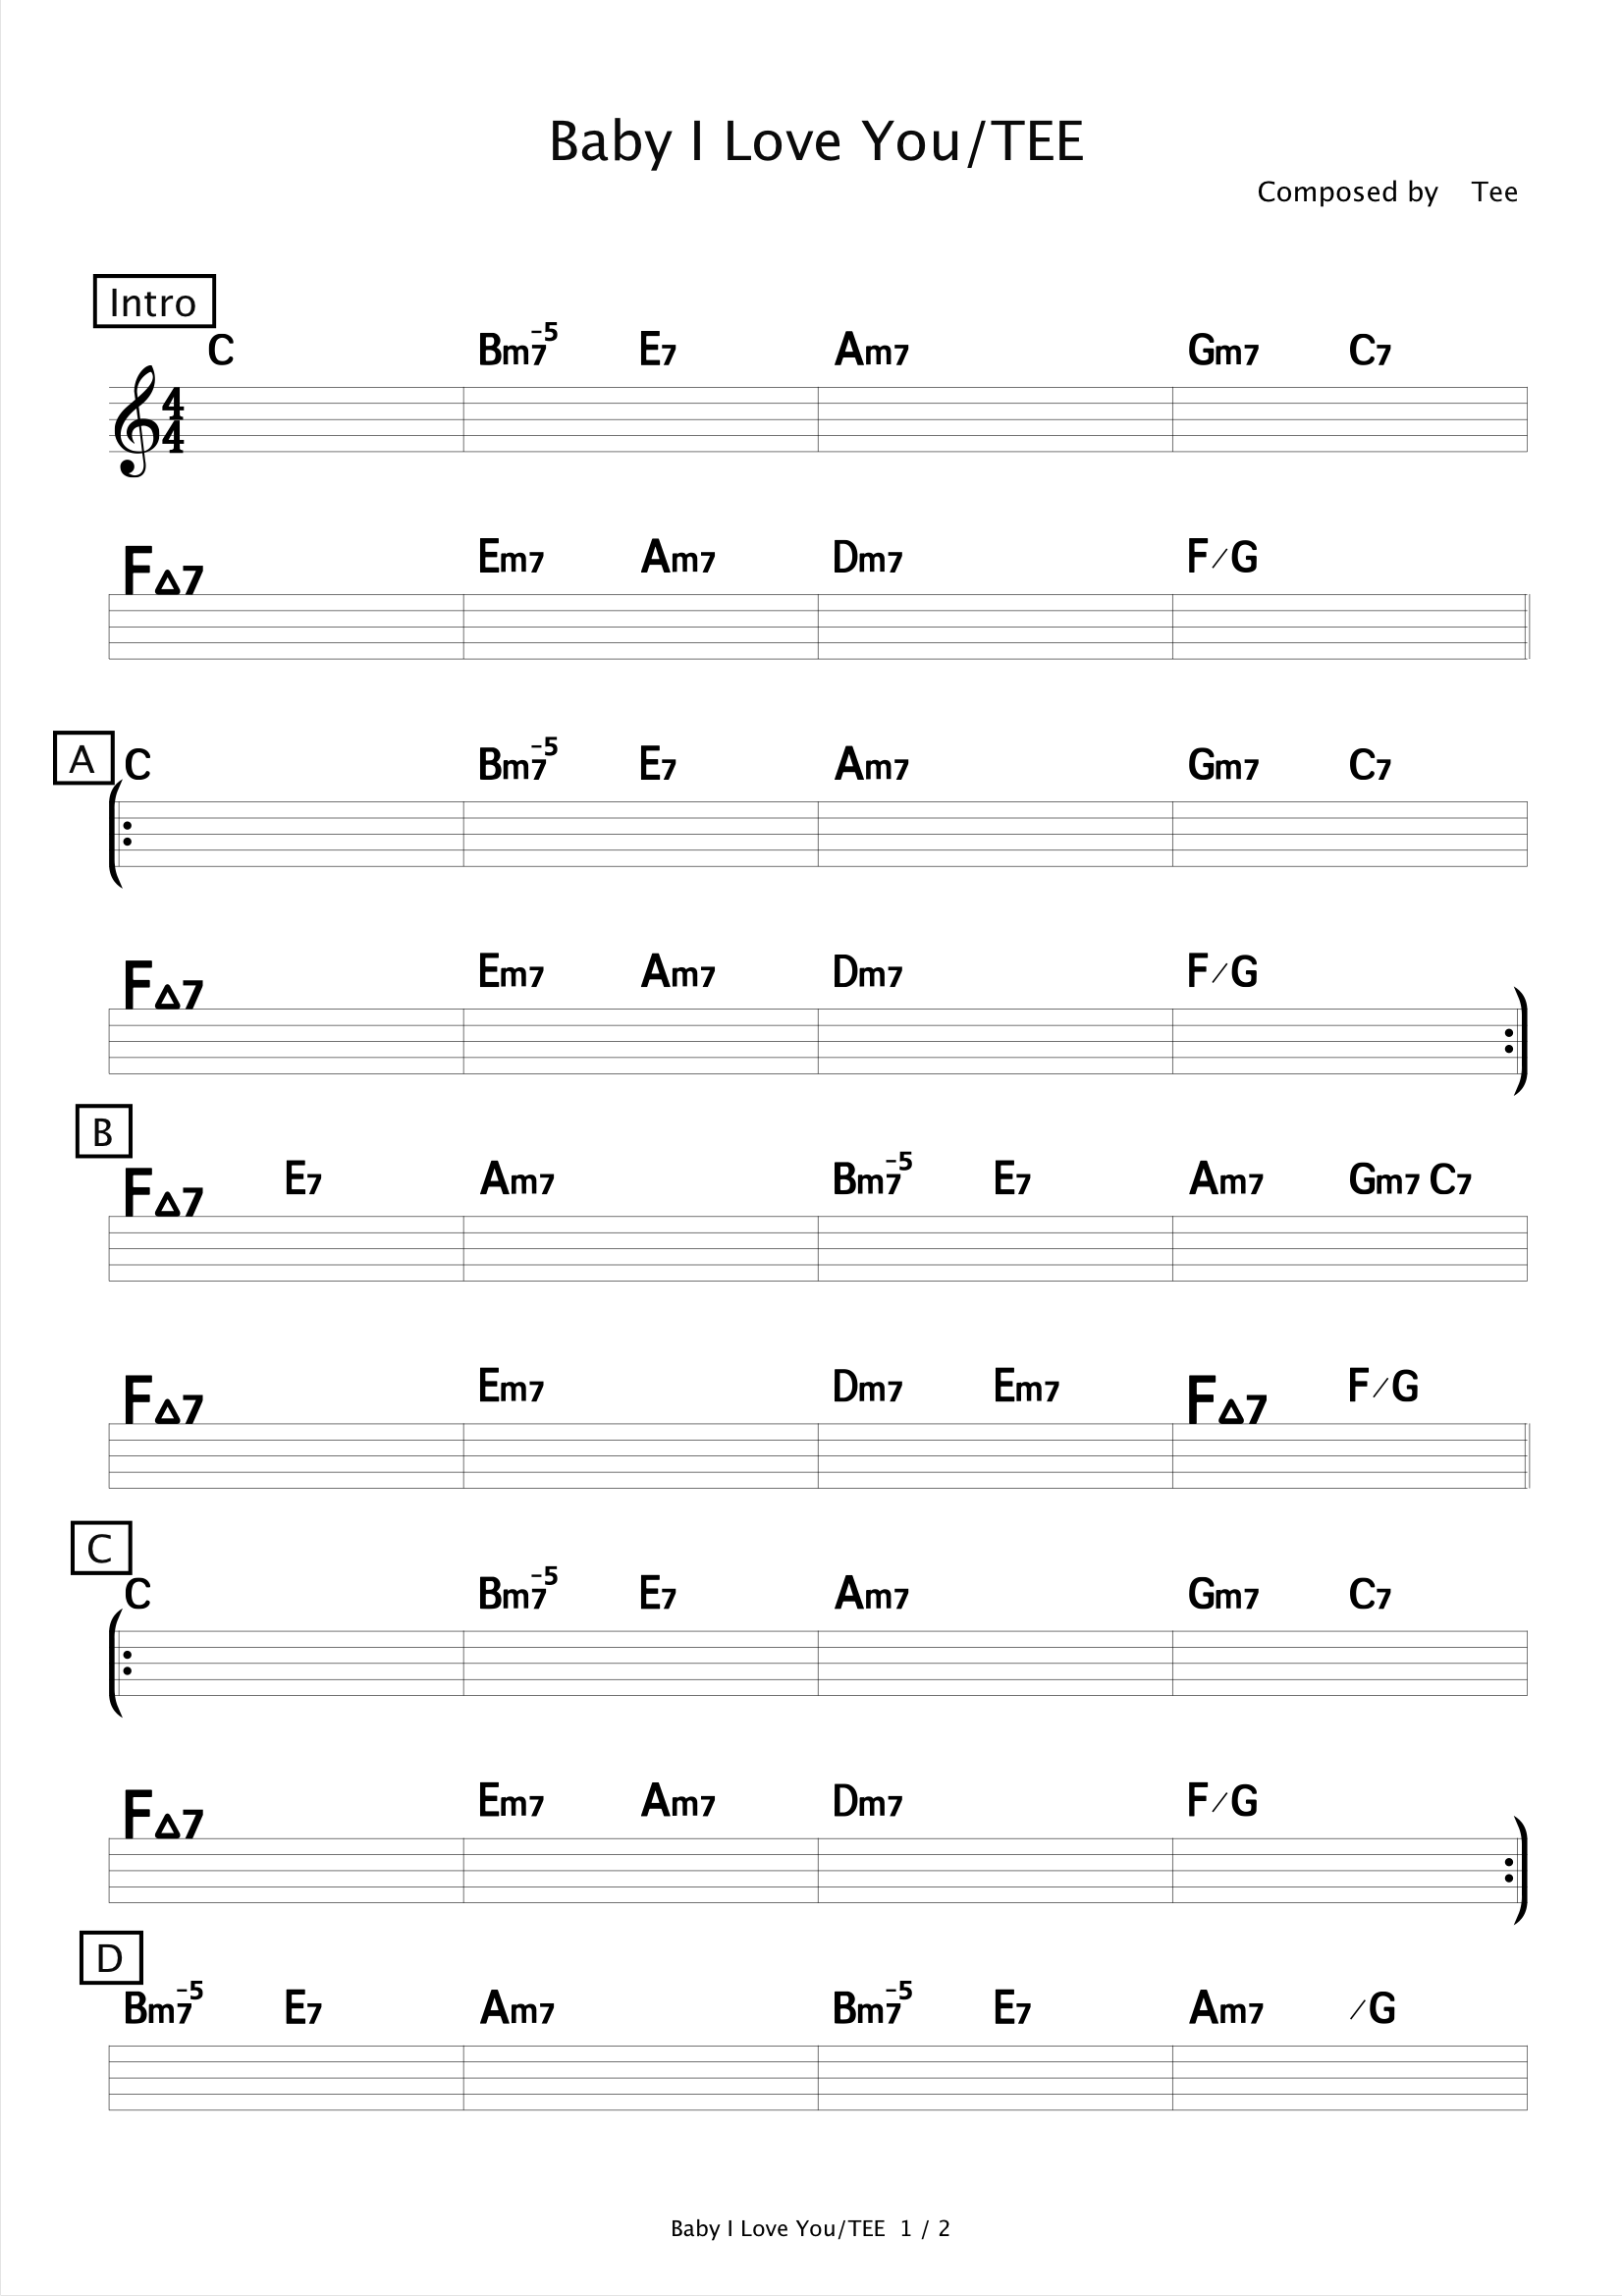 Baby I Love You/TEE
Composed by Tee
Intro
C Bm7-5 E7 Am7 Gm7 C7
4
4
F△7 Em7 Am7 Dm7 F/G
A
C Bm7-5 E7 Am7 Gm7 C7
F△7 Em7 Am7 Dm7 F/G
B
F△7 E7 Am7 Bm7-5 E7 Am7 Gm7 C7
F△7 Em7 Dm7 Em7 F△7 F/G
C
C Bm7-5 E7 Am7 Gm7 C7
F△7 Em7 Am7 Dm7 F/G
D
Bm7-5 E7 Am7 Bm7-5 E7 Am7 /G
Baby I Love You/TEE 1 / 2